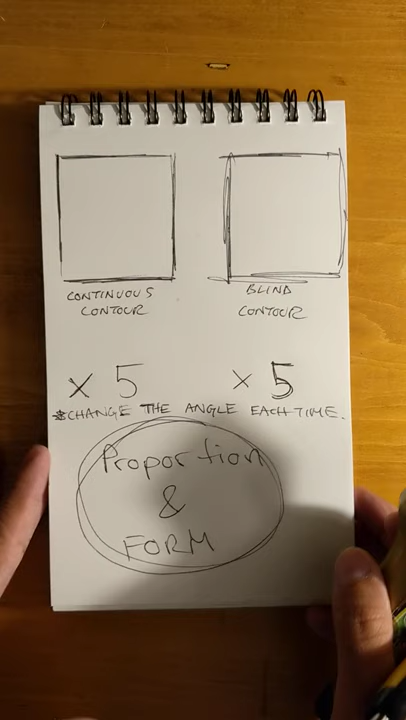 CONTINUOUS
CONTOUR
BLIND
CONTOUR
× 5
× 5
*CHANGE THE ANGLE EACH TIME.
Proportion
&
FORM